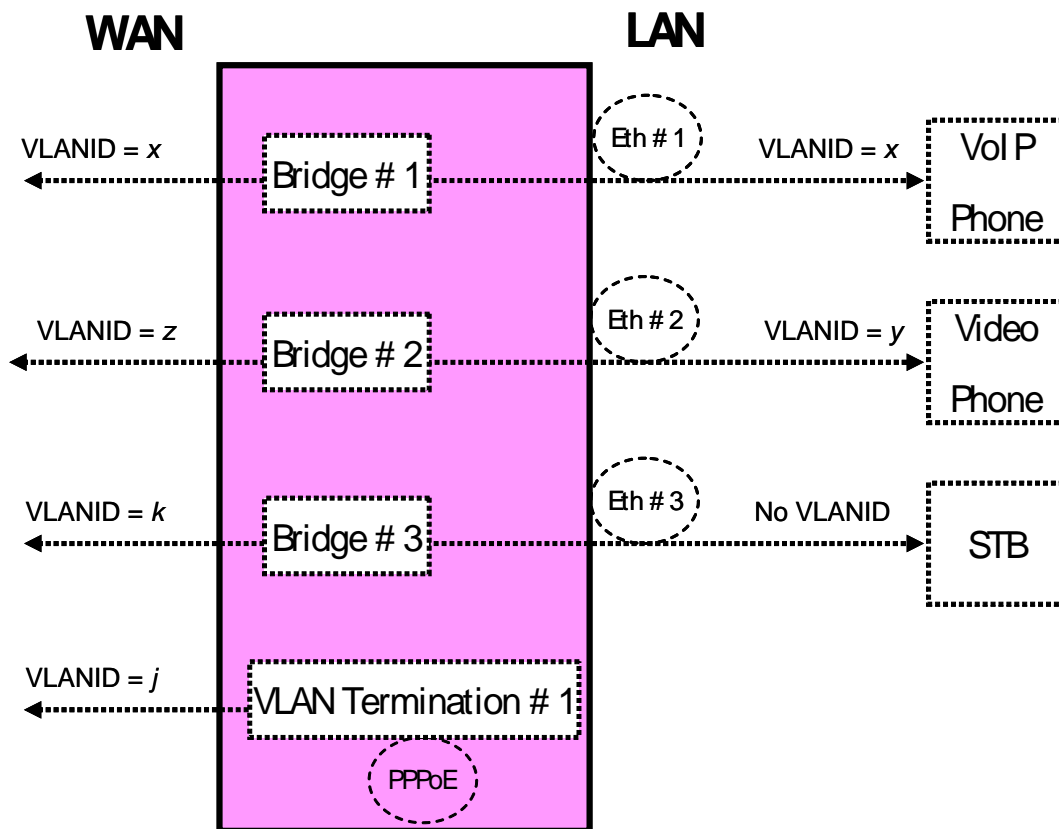 WAN LAN
VLANID = x Bridge # 1 Eth # 1 VLANID = x VoIP Phone
VLANID = z Bridge # 2 Eth # 2 VLANID = y Video Phone
VLANID = k Bridge # 3 Eth # 3 No VLANID STB
VLANID = j VLAN Termination # 1
PPPoE